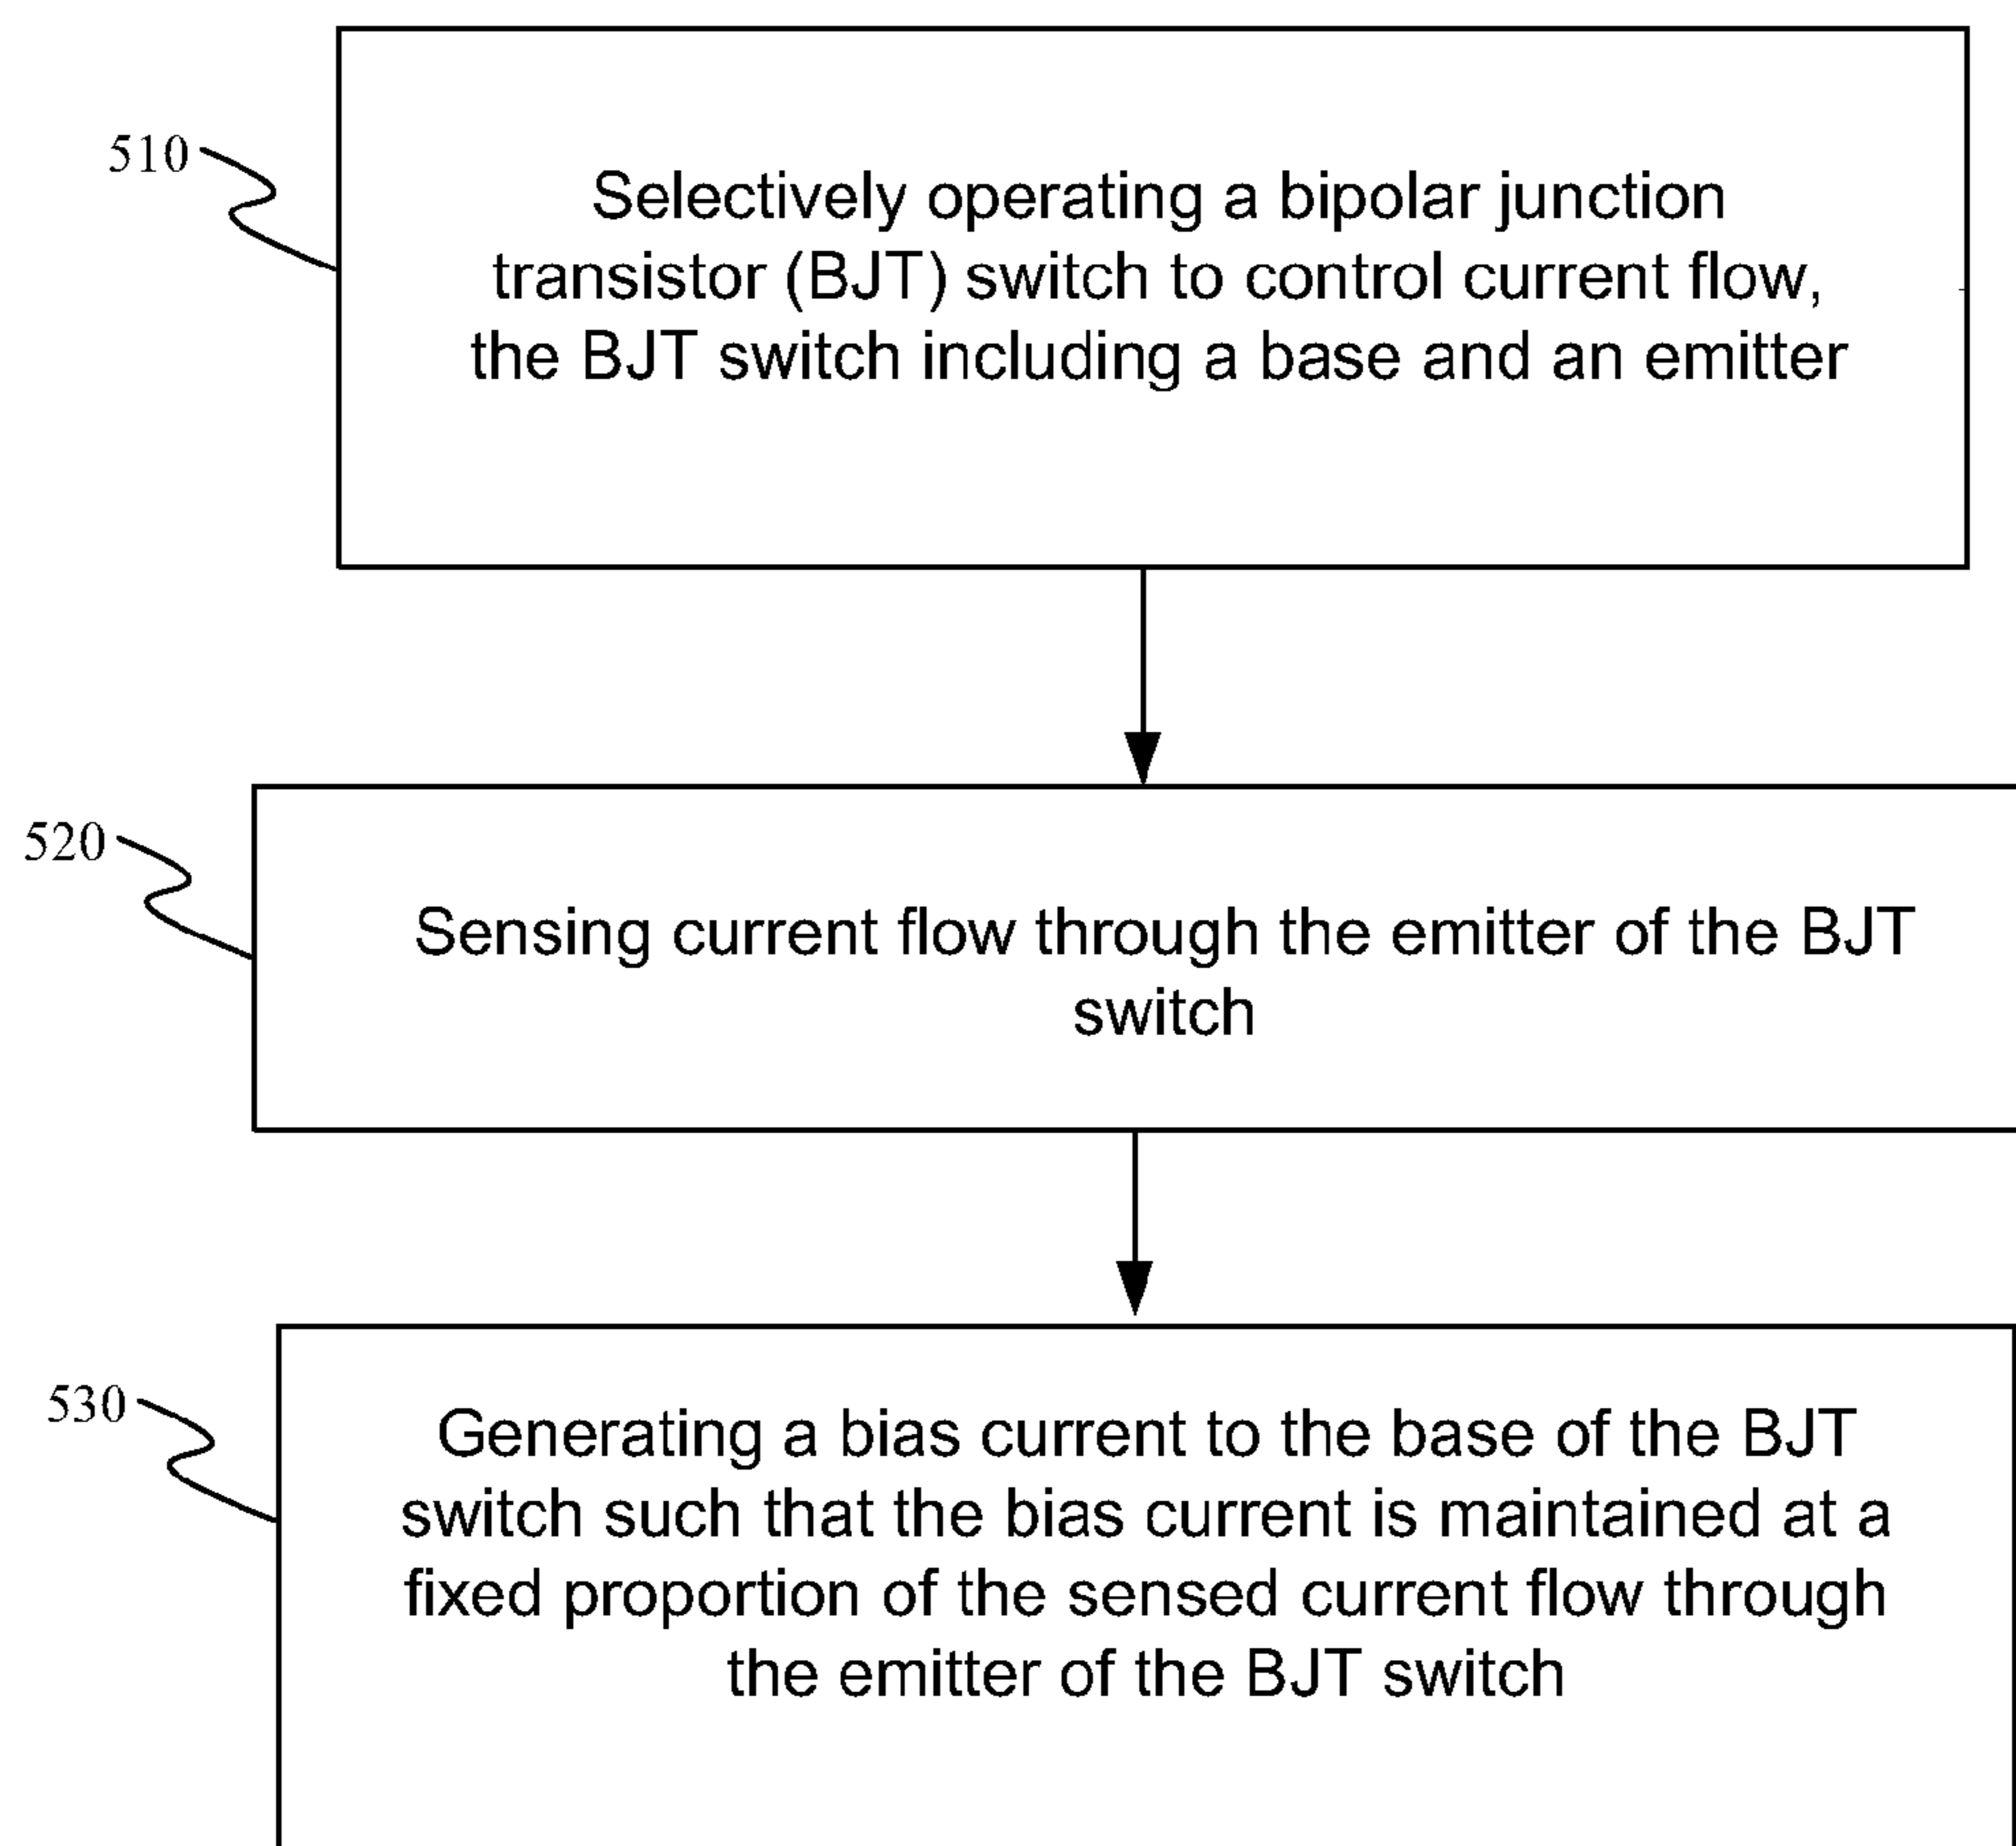 510
Selectively operating a bipolar junction
transistor (BJT) switch to control current flow,
the BJT switch including a base and an emitter
520
Sensing current flow through the emitter of the BJT
switch
530
Generating a bias current to the base of the BJT
switch such that the bias current is maintained at a
fixed proportion of the sensed current flow through
the emitter of the BJT switch